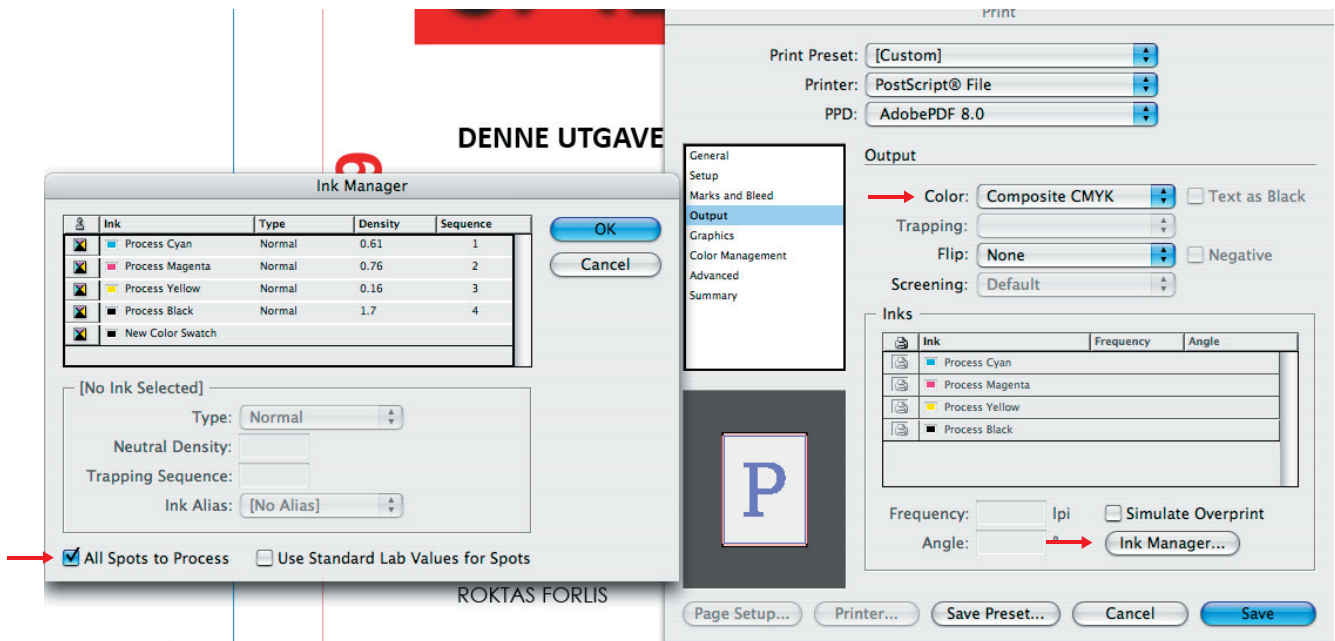 Print
Print Preset: [Custom]
Printer: PostScript® File
PPD: AdobePDF 8.0
General
Setup
Marks and Bleed
Output
Graphics
Color Management
Advanced
Summary
Output
Color: Composite CMYK Text as Black
Trapping:
Flip: None Negative
Screening: Default
Inks
Ink Frequency Angle
Process Cyan
Process Magenta
Process Yellow
Process Black
P
Frequency: lpi Simulate Overprint
Angle: ° Ink Manager...
Page Setup... Printer... Save Preset... Cancel Save
DENNE UTGAVE
Ink Manager
Ink Type Density Sequence
Process Cyan Normal 0.61 1
Process Magenta Normal 0.76 2
Process Yellow Normal 0.16 3
Process Black Normal 1.7 4
New Color Swatch
OK
Cancel
[No Ink Selected]
Type: Normal
Neutral Density:
Trapping Sequence:
Ink Alias: [No Alias]
All Spots to Process Use Standard Lab Values for Spots
ROKTAS FORLIS